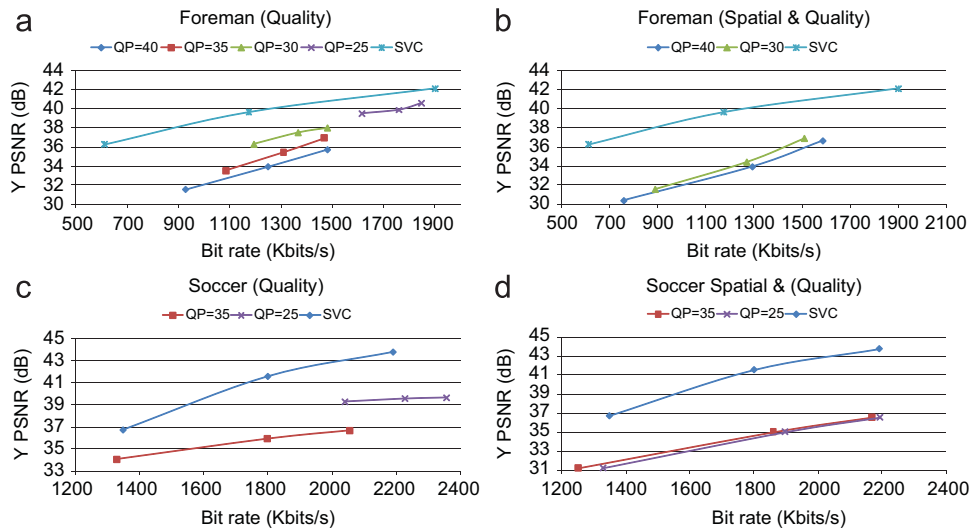 a
Foreman (Quality)
QP=40 QP=35 QP=30 QP=25 SVC
Y PSNR (dB)
44
42
40
38
36
34
32
30
500 700 900 1100 1300 1500 1700 1900
Bit rate (Kbits/s)
b
Foreman (Spatial & Quality)
QP=40 QP=30 SVC
Y PSNR (dB)
44
42
40
38
36
34
32
30
500 700 900 1100 1300 1500 1700 1900 2100
Bit rate (Kbits/s)
c
Soccer (Quality)
QP=35 QP=25 SVC
Y PSNR (dB)
45
43
41
39
37
35
33
1200 1400 1600 1800 2000 2200 2400
Bit rate (Kbits/s)
d
Soccer Spatial & (Quality)
QP=35 QP=25 SVC
Y PSNR (dB)
45
43
41
39
37
35
33
31
1200 1400 1600 1800 2000 2200 2400
Bit rate (Kbits/s)